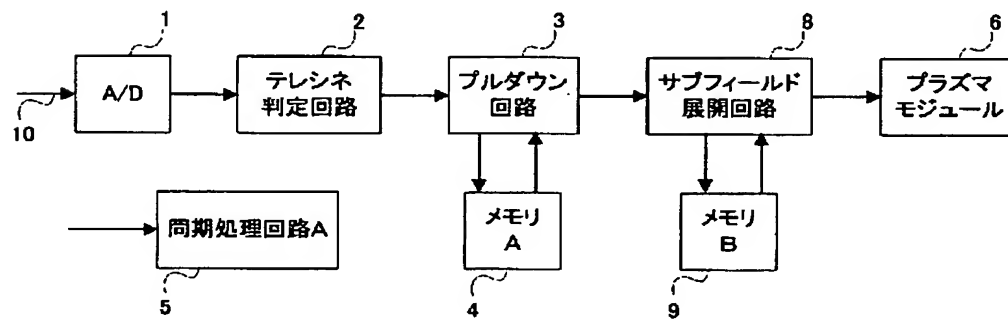 1
2
3
8
6
A/D
テレシネ
判定回路
プルダウン
回路
サブフィールド
展開回路
プラズマ
モジュール
10
同期処理回路A
メモリ
A
メモリ
B
5
4
9